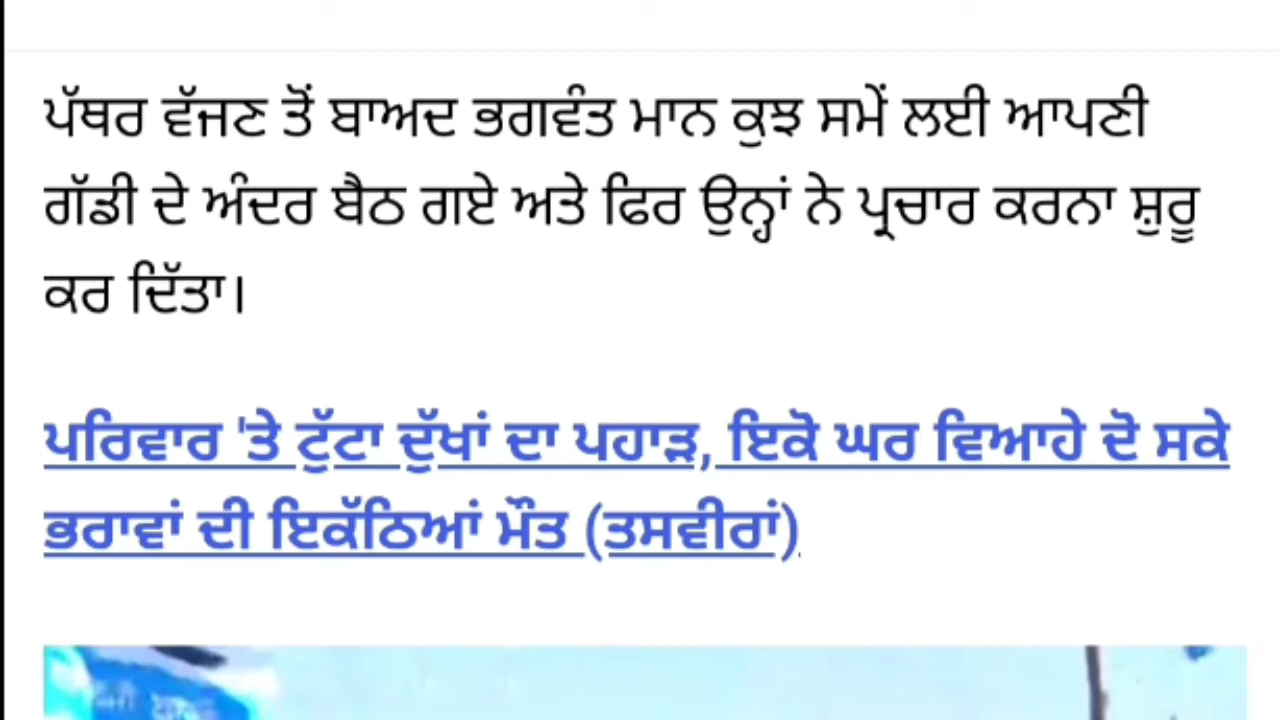 ਪੱਥਰ ਵੱਜਣ ਤੋਂ ਬਾਅਦ ਭਗਵੰਤ ਮਾਨ ਕੁਝ ਸਮੇਂ ਲਈ ਆਪਣੀ
ਗੱਡੀ ਦੇ ਅੰਦਰ ਬੈਠ ਗਏ ਅਤੇ ਫਿਰ ਉਨ੍ਹਾਂ ਨੇ ਪ੍ਰਚਾਰ ਕਰਨਾ ਸ਼ੁਰੂ
ਕਰ ਦਿੱਤਾ।
ਪਰਿਵਾਰ 'ਤੇ ਟੁੱਟਾ ਦੁੱਖਾਂ ਦਾ ਪਹਾੜ, ਇਕੋ ਘਰ ਵਿਆਹੇ ਦੋ ਸਕੇ
ਭਰਾਵਾਂ ਦੀ ਇਕੱਠਿਆਂ ਮੌਤ (ਤਸਵੀਰਾਂ)